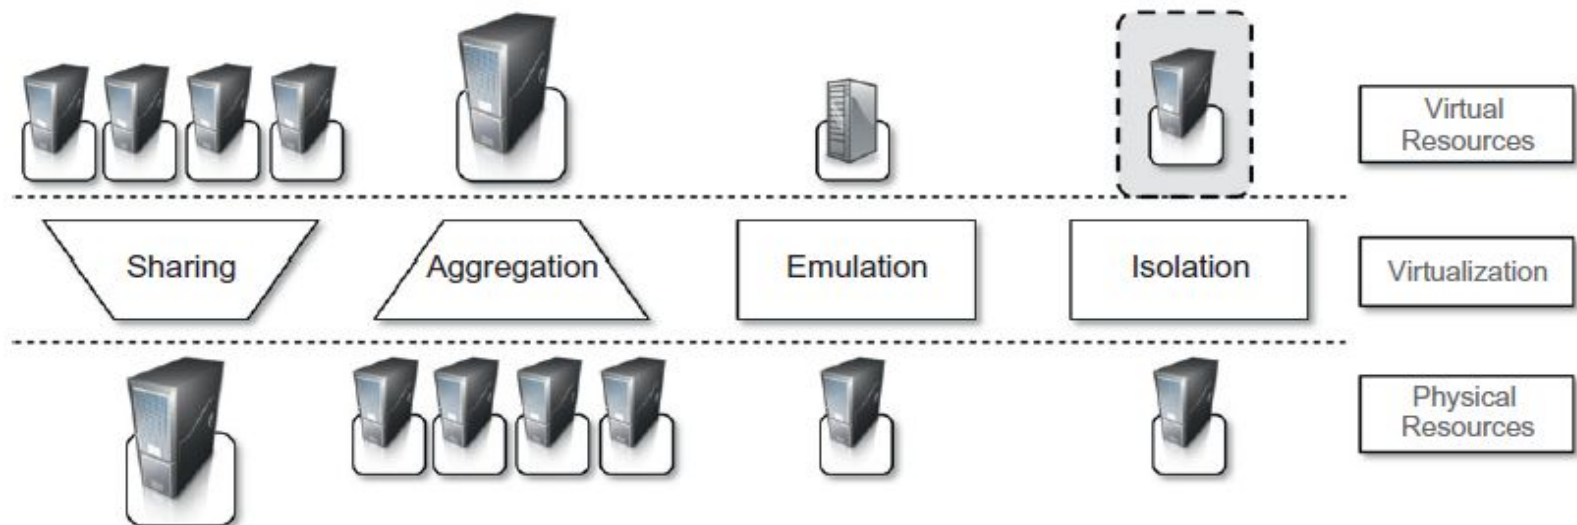 Virtual
Resources
Sharing
Aggregation
Emulation
Isolation
Virtualization
Physical
Resources